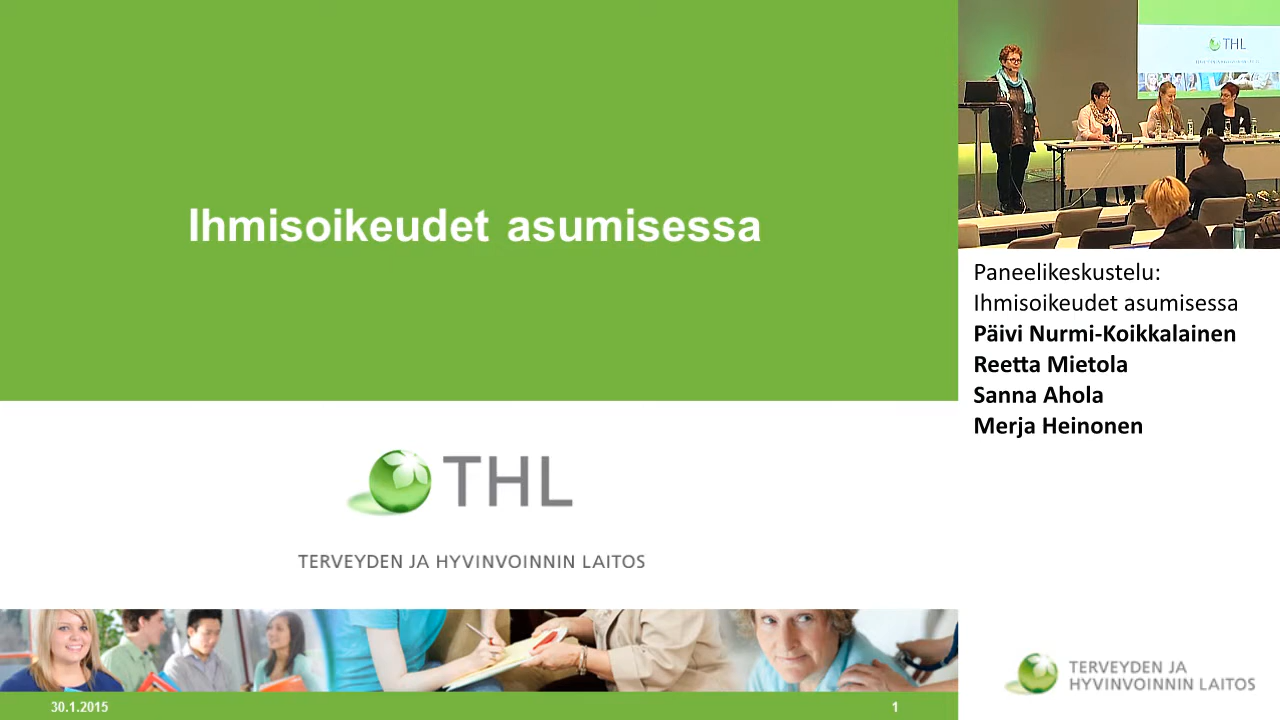 Ihmisoikeudet asumisessa
THL
TERVEYDEN JA HYVINVOINNIN LAITOS
30.1.2015
1
THL
Paneelikeskustelu:
Ihmisoikeudet asumisessa
Päivi Nurmi-Koikkalainen
Reetta Mietola
Sanna Ahola
Merja Heinonen
TERVEYDEN JA
HYVINVOINNIN LAITOS